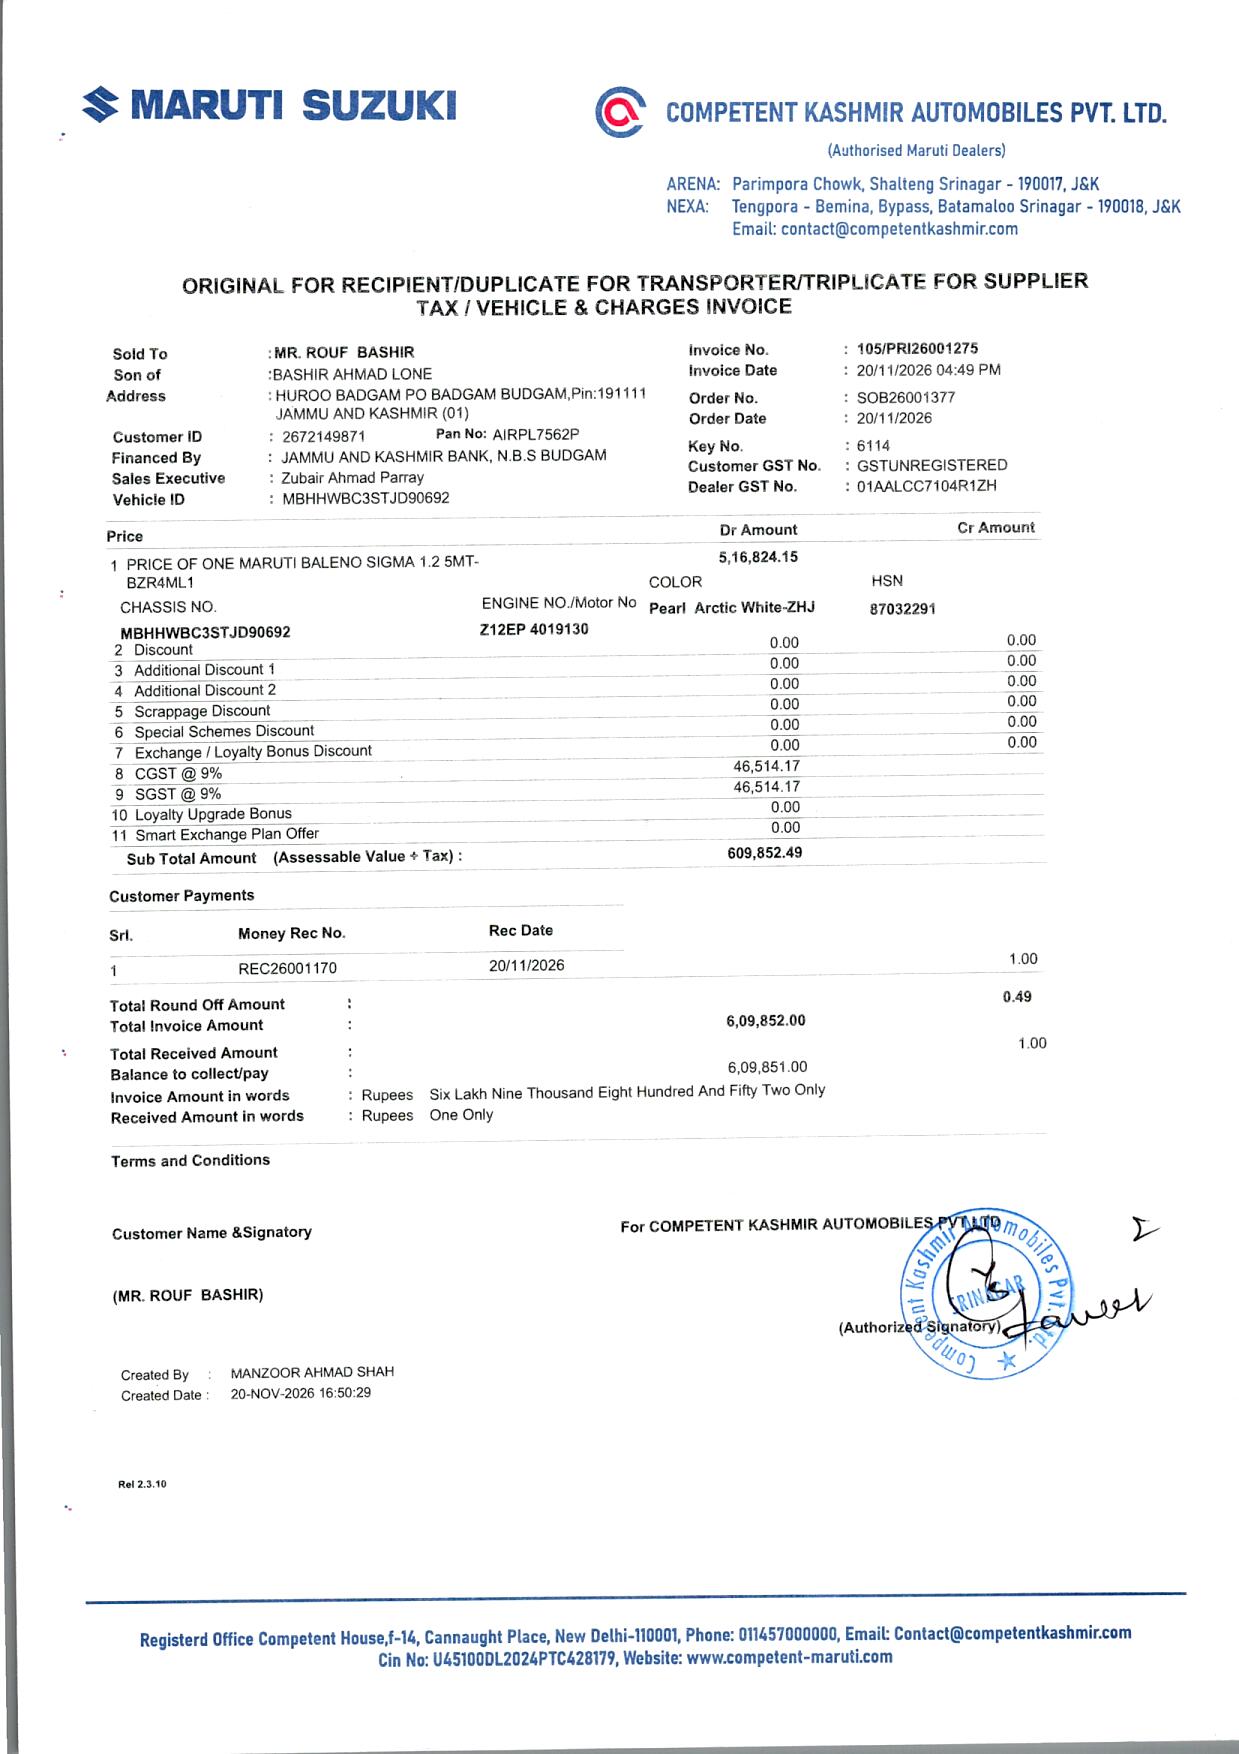 MARUTI SUZUKI
COMPETENT KASHMIR AUTOMOBILES PVT. LTD.
(Authorised Maruti Dealers)
ARENA: Parimpora Chowk, Shalteng Srinagar - 190017, J&K
NEXA: Tengpora - Bemina, Bypass, Batamaloo Srinagar - 190018, J&K
Email: contact@competentkashmir.com
ORIGINAL FOR RECIPIENT/DUPLICATE FOR TRANSPORTER/TRIPLICATE FOR SUPPLIER
TAX / VEHICLE & CHARGES INVOICE
Sold To : MR. ROUF BASHIR
Son of : BASHIR AHMAD LONE
Address : HUROO BADGAM PO BADGAM BUDGAM,Pin:191111
JAMMU AND KASHMIR (01)
Customer ID : 2672149871 Pan No: AIRPL7562P
Financed By : JAMMU AND KASHMIR BANK, N.B.S BUDGAM
Sales Executive : Zubair Ahmad Parray
Vehicle ID : MBHHWBC3STJD90692
Invoice No. : 105/PRI26001275
Invoice Date : 20/11/2026 04:49 PM
Order No. : SOB26001377
Order Date : 20/11/2026
Key No. : 6114
Customer GST No. : GSTUNREGISTERED
Dealer GST No. : 01AALCC7104R1ZH
Price Dr Amount Cr Amount
1 PRICE OF ONE MARUTI BALENO SIGMA 1.2 5MT- 5,16,824.15
BZR4ML1 COLOR HSN
CHASSIS NO. ENGINE NO./Motor No Pearl Arctic White-ZHJ 87032291
MBHHWBC3STJD90692 Z12EP 4019130
2 Discount 0.00 0.00
3 Additional Discount 1 0.00 0.00
4 Additional Discount 2 0.00 0.00
5 Scrappage Discount 0.00 0.00
6 Special Schemes Discount 0.00 0.00
7 Exchange / Loyalty Bonus Discount 0.00 0.00
8 CGST @ 9% 46,514.17
9 SGST @ 9% 46,514.17
10 Loyalty Upgrade Bonus 0.00
11 Smart Exchange Plan Offer 0.00
Sub Total Amount (Assessable Value + Tax) : 609,852.49
Customer Payments
Srl. Money Rec No. Rec Date
1 REC26001170 20/11/2026 1.00
Total Round Off Amount : 0.49
Total Invoice Amount : 6,09,852.00
Total Received Amount : 1.00
Balance to collect/pay : 6,09,851.00
Invoice Amount in words : Rupees Six Lakh Nine Thousand Eight Hundred And Fifty Two Only
Received Amount in words : Rupees One Only
Terms and Conditions
Customer Name &Signatory
For COMPETENT KASHMIR AUTOMOBILES PVT LTD
(MR. ROUF BASHIR)
Competent Kashmir Automobiles Pvt. Ltd.
SRINAGAR
(Authorized Signatory)
Created By : MANZOOR AHMAD SHAH
Created Date : 20-NOV-2026 16:50:29
Rel 2.3.10
Registerd Office Competent House,f-14, Cannaught Place, New Delhi-110001, Phone: 011457000000, Email: Contact@competentkashmir.com
Cin No: U45100DL2024PTC428179, Website: www.competent-maruti.com